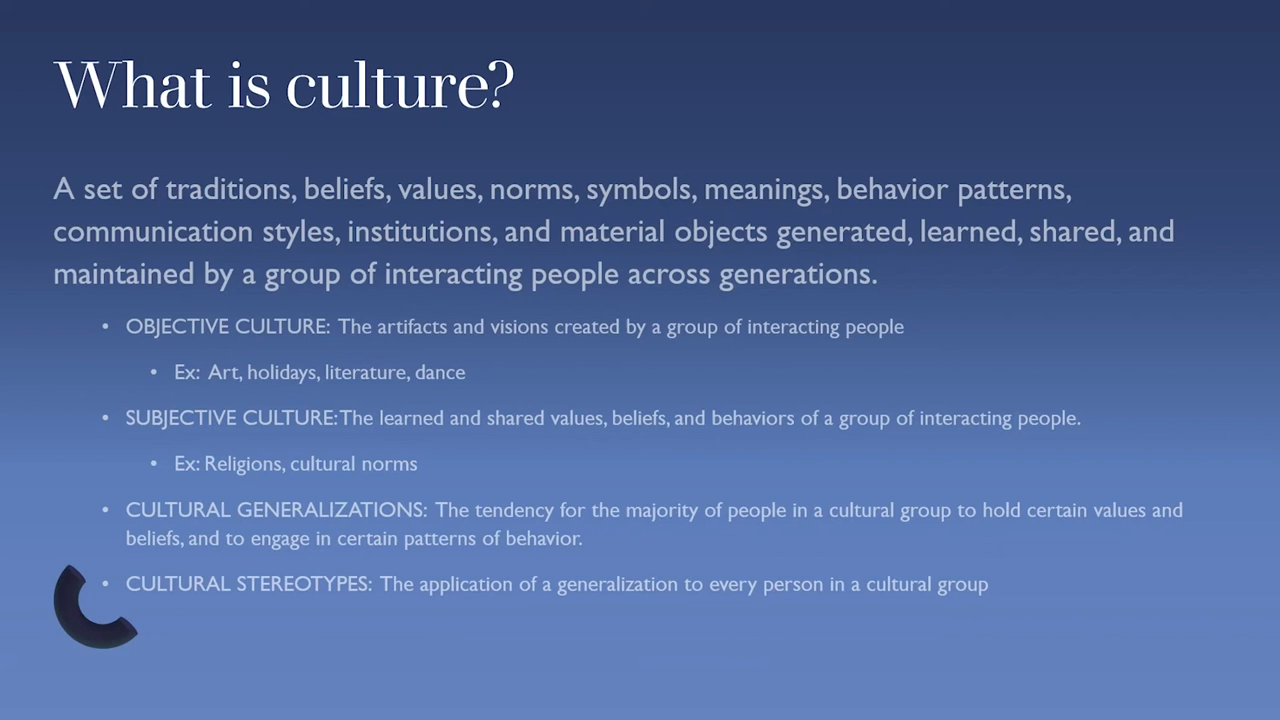 What is culture?
A set of traditions, beliefs, values, norms, symbols, meanings, behavior patterns,
communication styles, institutions, and material objects generated, learned, shared, and
maintained by a group of interacting people across generations.
• OBJECTIVE CULTURE: The artifacts and visions created by a group of interacting people
• Ex: Art, holidays, literature, dance
• SUBJECTIVE CULTURE:The learned and shared values, beliefs, and behaviors of a group of interacting people.
• Ex: Religions, cultural norms
• CULTURAL GENERALIZATIONS: The tendency for the majority of people in a cultural group to hold certain values and
beliefs, and to engage in certain patterns of behavior.
• CULTURAL STEREOTYPES: The application of a generalization to every person in a cultural group